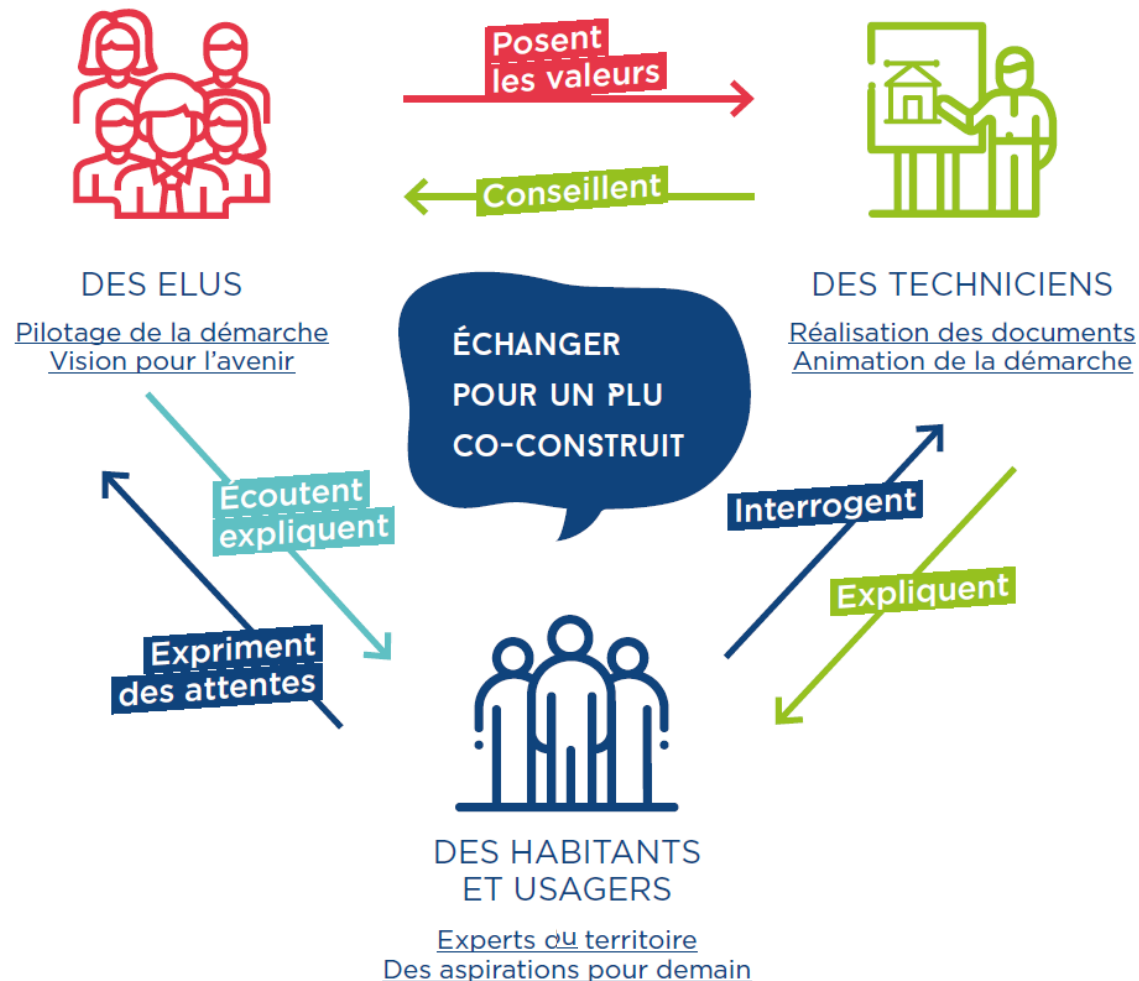 Posent
les valeurs
Conseillent
DES ELUS
Pilotage de la démarche
Vision pour l'avenir
DES TECHNICIENS
Réalisation des documents
Animation de la démarche
ÉCHANGER
POUR UN PLU
CO-CONSTRUIT
Écoutent
expliquent
Expriment
des attentes
Interrogent
Expliquent
DES HABITANTS
ET USAGERS
Experts du territoire
Des aspirations pour demain